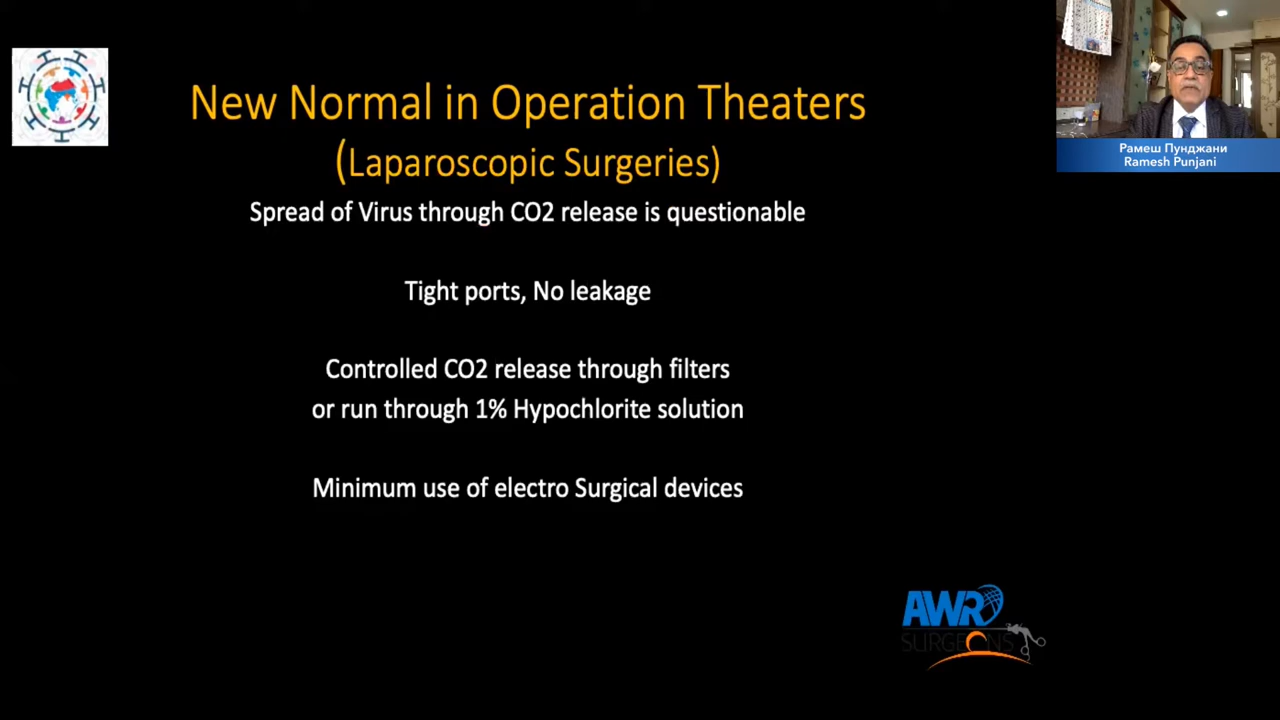 New Normal in Operation Theaters
(Laparoscopic Surgeries)
Spread of Virus through CO2 release is questionable
Tight ports, No leakage
Controlled CO2 release through filters
or run through 1% Hypochlorite solution
Minimum use of electro Surgical devices
Рамеш Пунджани
Ramesh Punjani
AWR
SURGEONS